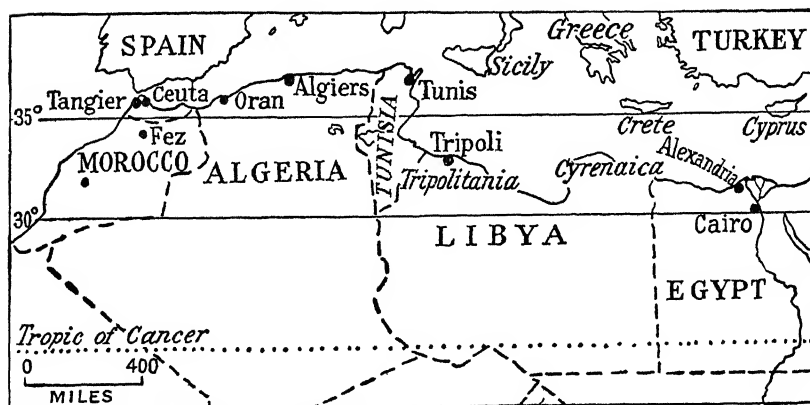 SPAIN
Greece
TURKEY
Sicily
Tangier
Ceuta
Oran
Algiers
Tunis
35°
Fez
Crete
Cyprus
MOROCCO
ALGERIA
TUNISIA
Tripoli
Tripolitania
Cyrenaica
Alexandria
30°
LIBYA
Cairo
EGYPT
Tropic of Cancer
0 400
MILES